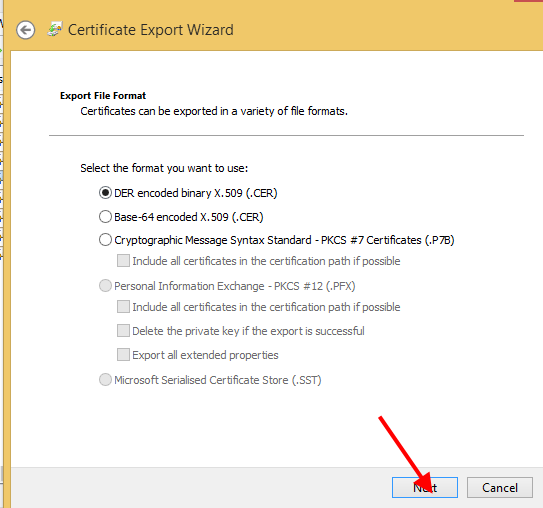 Certificate Export Wizard
Export File Format
Certificates can be exported in a variety of file formats.
Select the format you want to use:
DER encoded binary X.509 (.CER)
Base-64 encoded X.509 (.CER)
Cryptographic Message Syntax Standard - PKCS #7 Certificates (.P7B)
Include all certificates in the certification path if possible
Personal Information Exchange - PKCS #12 (.PFX)
Include all certificates in the certification path if possible
Delete the private key if the export is successful
Export all extended properties
Microsoft Serialised Certificate Store (.SST)
Next Cancel